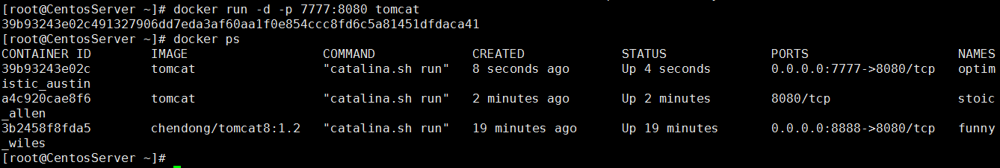 [root@CentosServer ~]# docker run -d -p 7777:8080 tomcat
39b93243e02c491327906dd7eda3af60aa1f0e854ccc8fd6c5a81451dfdaca41
[root@CentosServer ~]# docker ps
CONTAINER ID        IMAGE               COMMAND             CREATED             STATUS              PORTS                    NAMES
39b93243e02c        tomcat              "catalina.sh run"   8 seconds ago       Up 4 seconds        0.0.0.0:7777->8080/tcp   optim
istic_austin
a4c920cae8f6        tomcat              "catalina.sh run"   2 minutes ago       Up 2 minutes        8080/tcp                 stoic
_allen
3b2458f8fda5        chendong/tomcat8:1.2   "catalina.sh run"   19 minutes ago      Up 19 minutes       0.0.0.0:8888->8080/tcp   funny
_wiles
[root@CentosServer ~]#